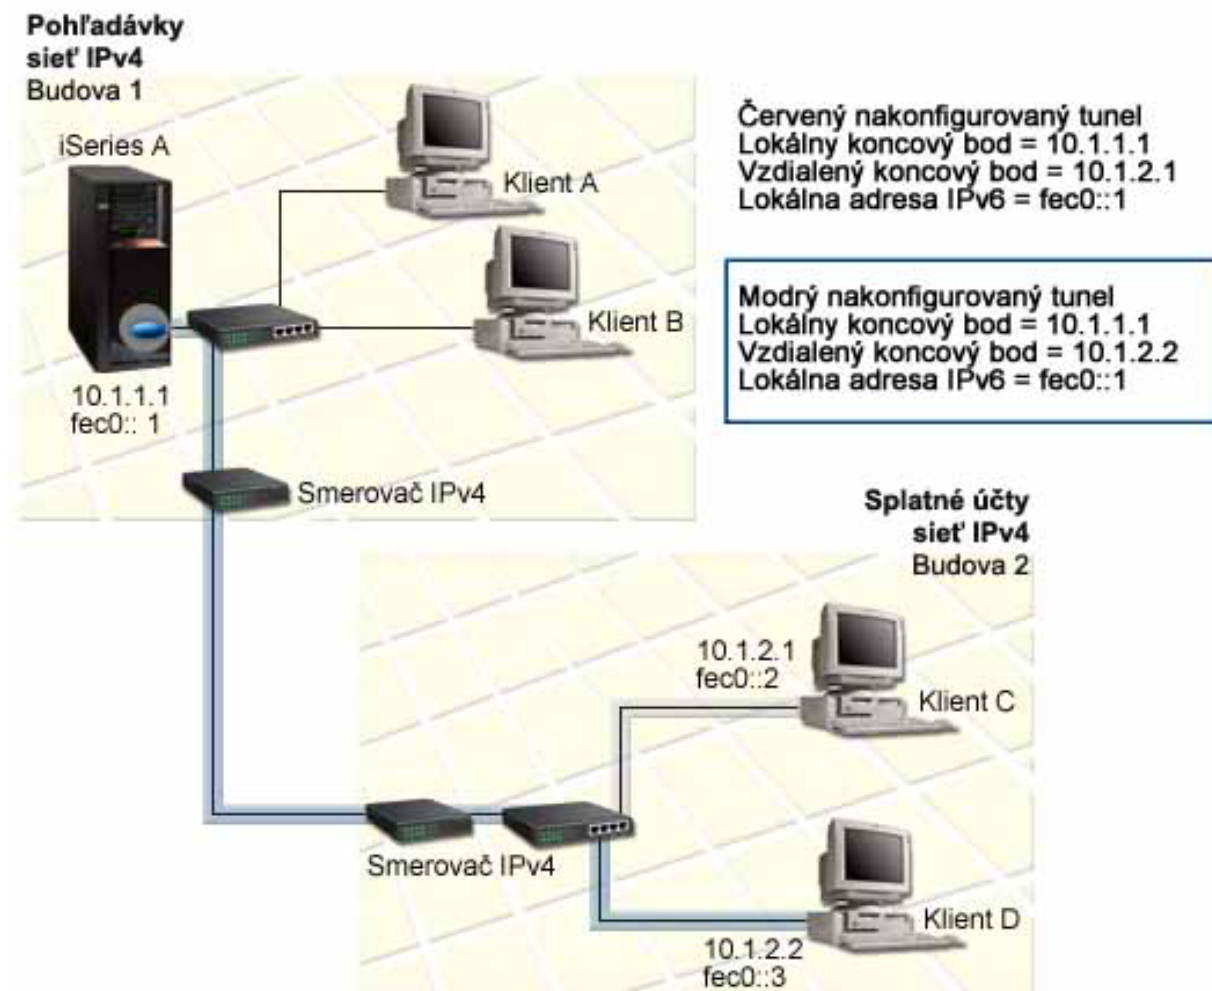 Pohľadávky
sieť IPv4
Budova 1
iSeries A
Klient A
Klient B
10.1.1.1
fec0:: 1
Smerovač IPv4
Červený nakonfigurovaný tunel
Lokálny koncový bod = 10.1.1.1
Vzdialený koncový bod = 10.1.2.1
Lokálna adresa IPv6 = fec0::1
Modrý nakonfigurovaný tunel
Lokálny koncový bod = 10.1.1.1
Vzdialený koncový bod = 10.1.2.2
Lokálna adresa IPv6 = fec0::1
Splatné účty
sieť IPv4
Budova 2
10.1.2.1
fec0::2
Klient C
Smerovač IPv4
Klient D
10.1.2.2
fec0::3